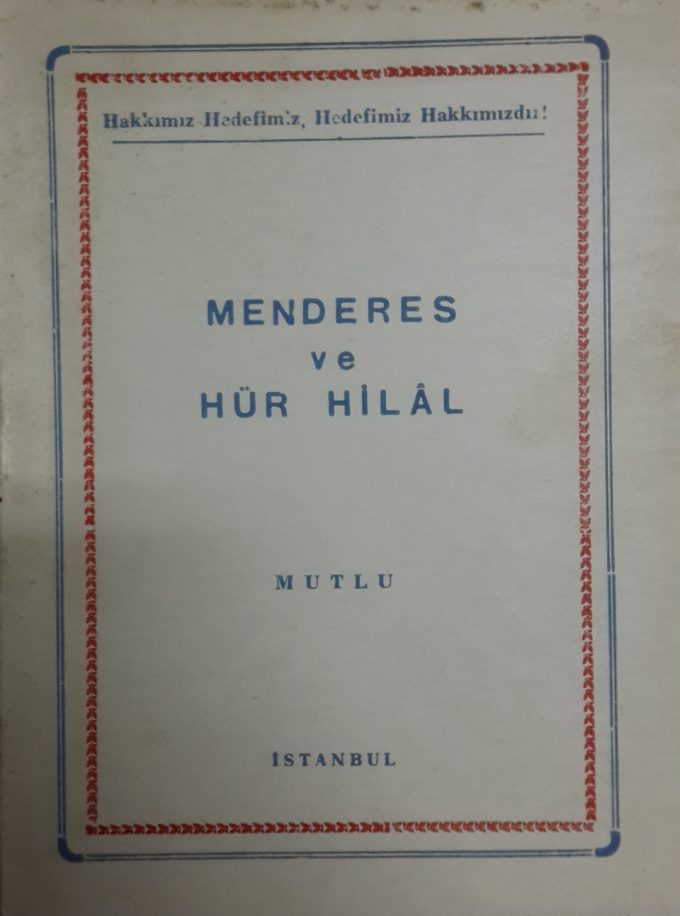 Hakkımız Hedefimiz, Hedefimiz Hakkımızdır!
MENDERES
ve
HÜR HİLÂL
MUTLU
İSTANBUL